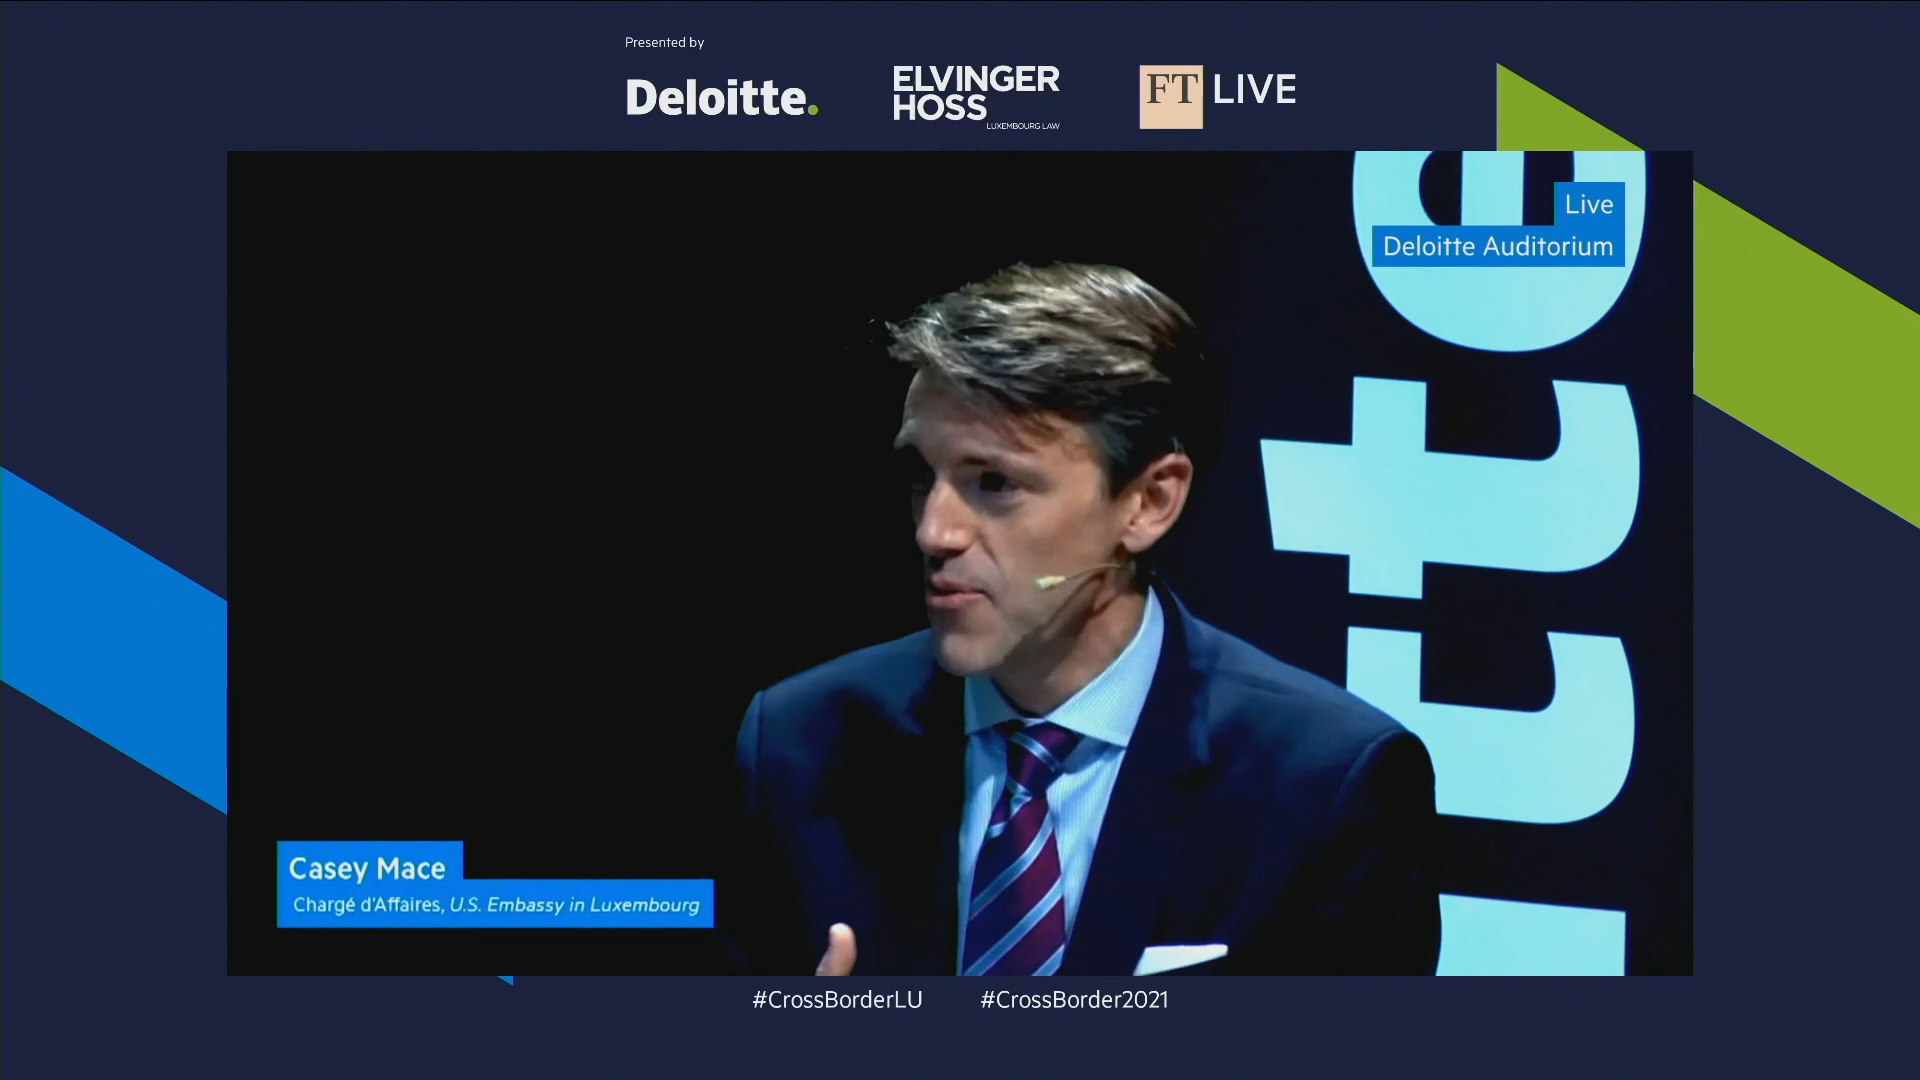 Presented by
Deloitte.
ELVINGER
HOSS
LUXEMBOURG LAW
FT LIVE
Live
Deloitte Auditorium
Casey Mace
Chargé d'Affaires, U.S. Embassy in Luxembourg
#CrossBorderLU #CrossBorder2021